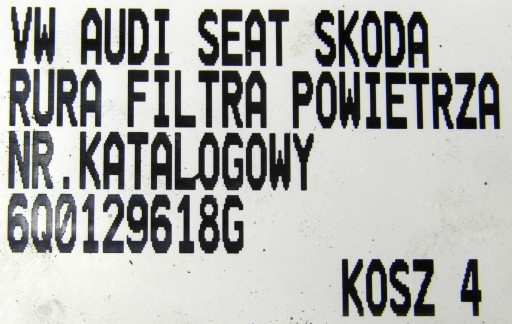 VW AUDI SEAT SKODA
RURA FILTRA POWIETRZA
NR.KATALOGOWY
6Q0129618G
KOSZ 4